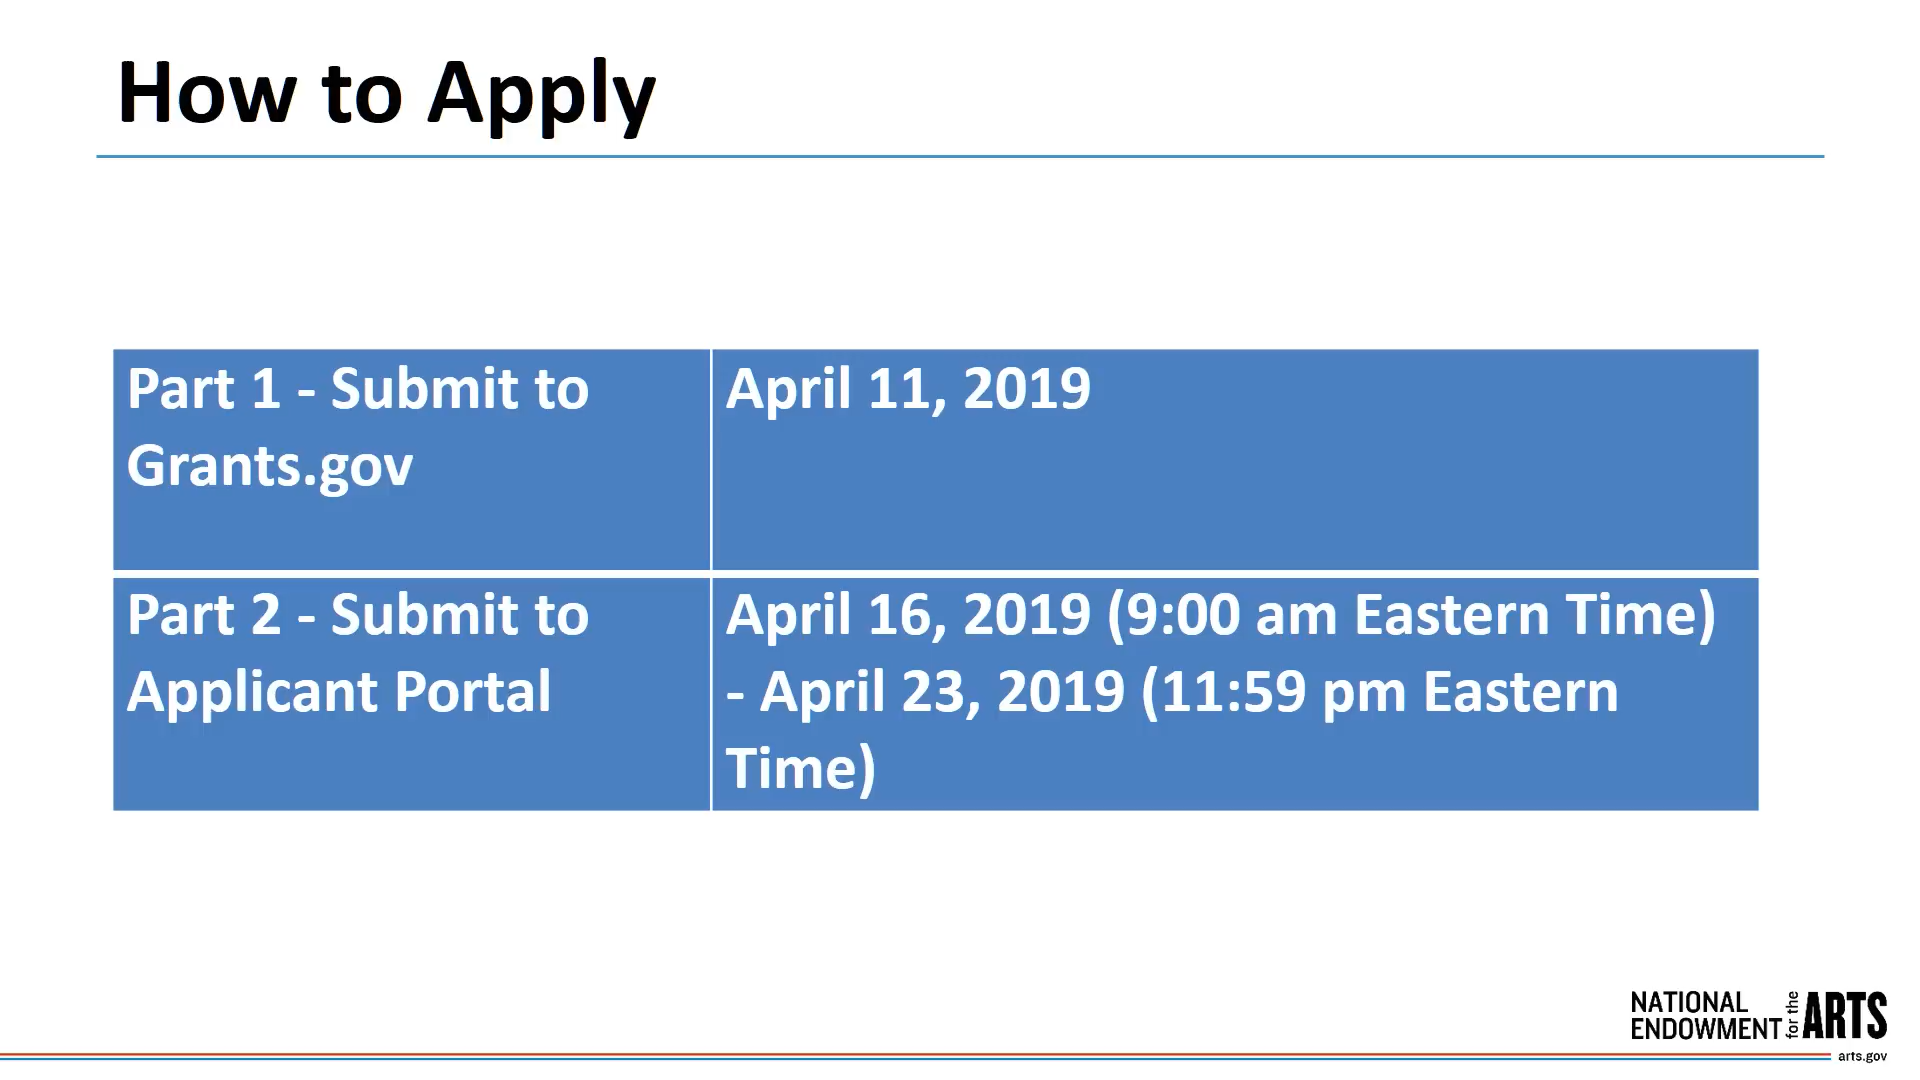 How to Apply
Part 1 - Submit to
Grants.gov
April 11, 2019
Part 2 - Submit to
Applicant Portal
April 16, 2019 (9:00 am Eastern Time)
- April 23, 2019 (11:59 pm Eastern
Time)
NATIONAL
ENDOWMENT
for the
ARTS
arts.gov